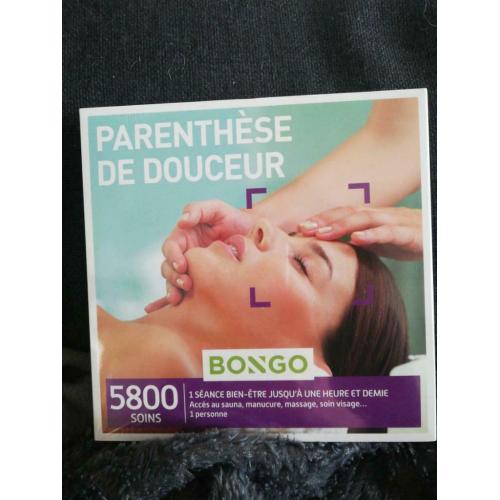 PARENTHÈSE
DE DOUCEUR
BONGO
5800
SOINS
1 SÉANCE BIEN-ÊTRE JUSQU'À UNE HEURE ET DEMIE
Accès au sauna, manucure, massage, soin visage...
1 personne